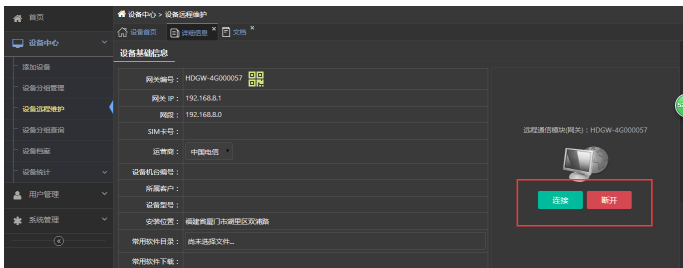 首页
设备中心
添加设备
设备分组管理
设备远程维护
设备分组查询
设备档案
设备统计
用户管理
系统管理
设备中心 > 设备远程维护
设备首页 详细信息 × 文档 ×
设备基础信息
网关编号： HDGW-4G000057
网关 IP： 192.168.8.1
网段： 192.168.8.0
SIM卡号：
运营商： 中国电信
设备机台编号：
所属客户：
设备型号：
安装位置： 福建省厦门市湖里区双浦路
常用软件目录： 尚未选择文件...
常用软件下载：
远程通信模块(网关)：HDGW-4G000057
连接 断开